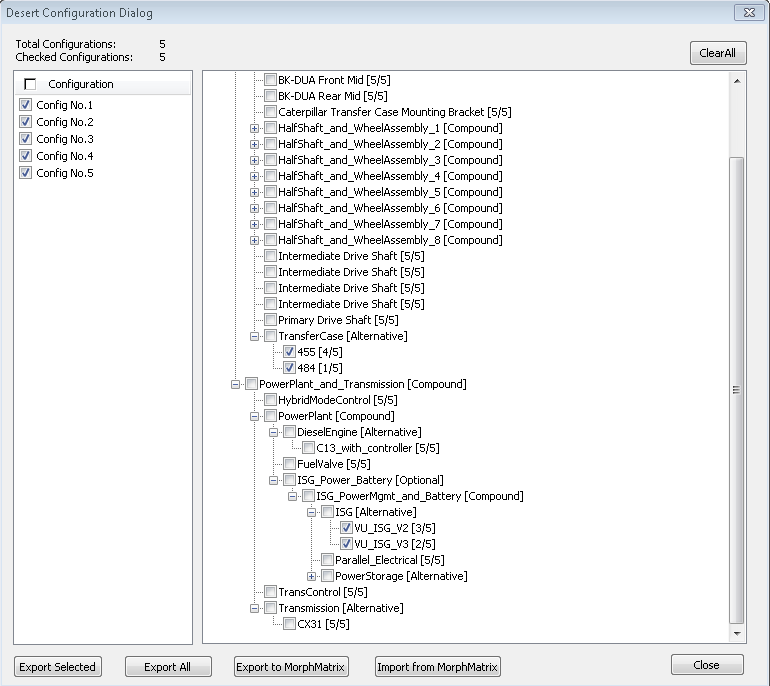 Desert Configuration Dialog
Total Configurations: 5
Checked Configurations: 5
ClearAll
Configuration
Config No.1
Config No.2
Config No.3
Config No.4
Config No.5
BK-DUA Front Mid [5/5]
BK-DUA Rear Mid [5/5]
Caterpillar Transfer Case Mounting Bracket [5/5]
HalfShaft_and_WheelAssembly_1 [Compound]
HalfShaft_and_WheelAssembly_2 [Compound]
HalfShaft_and_WheelAssembly_3 [Compound]
HalfShaft_and_WheelAssembly_4 [Compound]
HalfShaft_and_WheelAssembly_5 [Compound]
HalfShaft_and_WheelAssembly_6 [Compound]
HalfShaft_and_WheelAssembly_7 [Compound]
HalfShaft_and_WheelAssembly_8 [Compound]
Intermediate Drive Shaft [5/5]
Intermediate Drive Shaft [5/5]
Intermediate Drive Shaft [5/5]
Intermediate Drive Shaft [5/5]
Primary Drive Shaft [5/5]
TransferCase [Alternative]
455 [4/5]
484 [1/5]
PowerPlant_and_Transmission [Compound]
HybridModeControl [5/5]
PowerPlant [Compound]
DieselEngine [Alternative]
C13_with_controller [5/5]
FuelValve [5/5]
ISG_Power_Battery [Optional]
ISG_PowerMgmt_and_Battery [Compound]
ISG [Alternative]
VU_ISG_V2 [3/5]
VU_ISG_V3 [2/5]
Parallel_Electrical [5/5]
PowerStorage [Alternative]
TransControl [5/5]
Transmission [Alternative]
CX31 [5/5]
Export Selected
Export All
Export to MorphMatrix
Import from MorphMatrix
Close